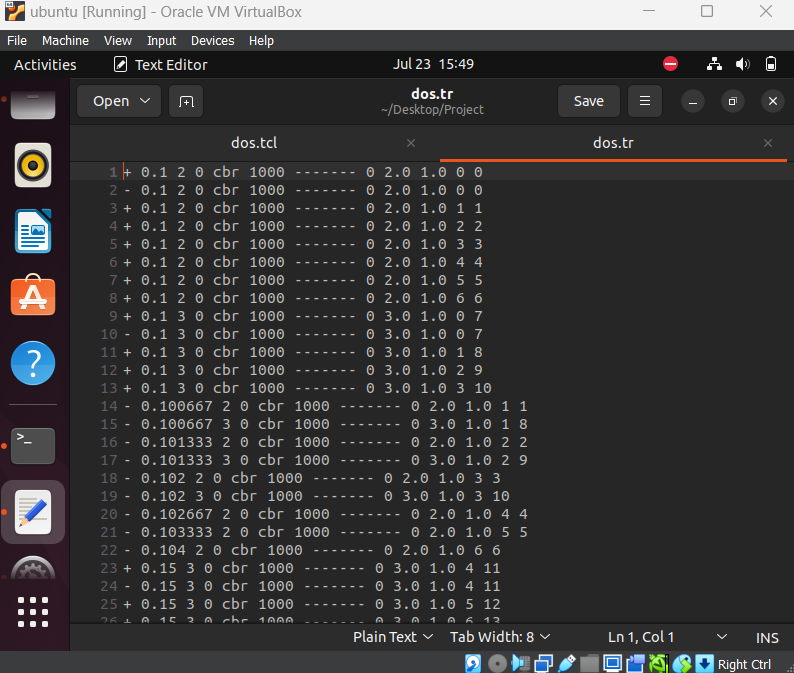 ubuntu [Running] - Oracle VM VirtualBox
File Machine View Input Devices Help
Activities Text Editor Jul 23 15:49
Open dos.tr Save
~/Desktop/Project
dos.tcl dos.tr
1 + 0.1 2 0 cbr 1000 ------- 0 2.0 1.0 0 0
2 - 0.1 2 0 cbr 1000 ------- 0 2.0 1.0 0 0
3 + 0.1 2 0 cbr 1000 ------- 0 2.0 1.0 1 1
4 + 0.1 2 0 cbr 1000 ------- 0 2.0 1.0 2 2
5 + 0.1 2 0 cbr 1000 ------- 0 2.0 1.0 3 3
6 + 0.1 2 0 cbr 1000 ------- 0 2.0 1.0 4 4
7 + 0.1 2 0 cbr 1000 ------- 0 2.0 1.0 5 5
8 + 0.1 2 0 cbr 1000 ------- 0 2.0 1.0 6 6
9 + 0.1 3 0 cbr 1000 ------- 0 3.0 1.0 0 7
10 - 0.1 3 0 cbr 1000 ------- 0 3.0 1.0 0 7
11 + 0.1 3 0 cbr 1000 ------- 0 3.0 1.0 1 8
12 + 0.1 3 0 cbr 1000 ------- 0 3.0 1.0 2 9
13 + 0.1 3 0 cbr 1000 ------- 0 3.0 1.0 3 10
14 - 0.100667 2 0 cbr 1000 ------- 0 2.0 1.0 1 1
15 - 0.100667 3 0 cbr 1000 ------- 0 3.0 1.0 1 8
16 - 0.101333 2 0 cbr 1000 ------- 0 2.0 1.0 2 2
17 - 0.101333 3 0 cbr 1000 ------- 0 3.0 1.0 2 9
18 - 0.102 2 0 cbr 1000 ------- 0 2.0 1.0 3 3
19 - 0.102 3 0 cbr 1000 ------- 0 3.0 1.0 3 10
20 - 0.102667 2 0 cbr 1000 ------- 0 2.0 1.0 4 4
21 - 0.103333 2 0 cbr 1000 ------- 0 2.0 1.0 5 5
22 - 0.104 2 0 cbr 1000 ------- 0 2.0 1.0 6 6
23 + 0.15 3 0 cbr 1000 ------- 0 3.0 1.0 4 11
24 - 0.15 3 0 cbr 1000 ------- 0 3.0 1.0 4 11
25 + 0.15 3 0 cbr 1000 ------- 0 3.0 1.0 5 12
26 + 0.15 3 0 cbr 1000 ------- 0 3.0 1.0 6 13
Plain Text Tab Width: 8 Ln 1, Col 1 INS
Right Ctrl